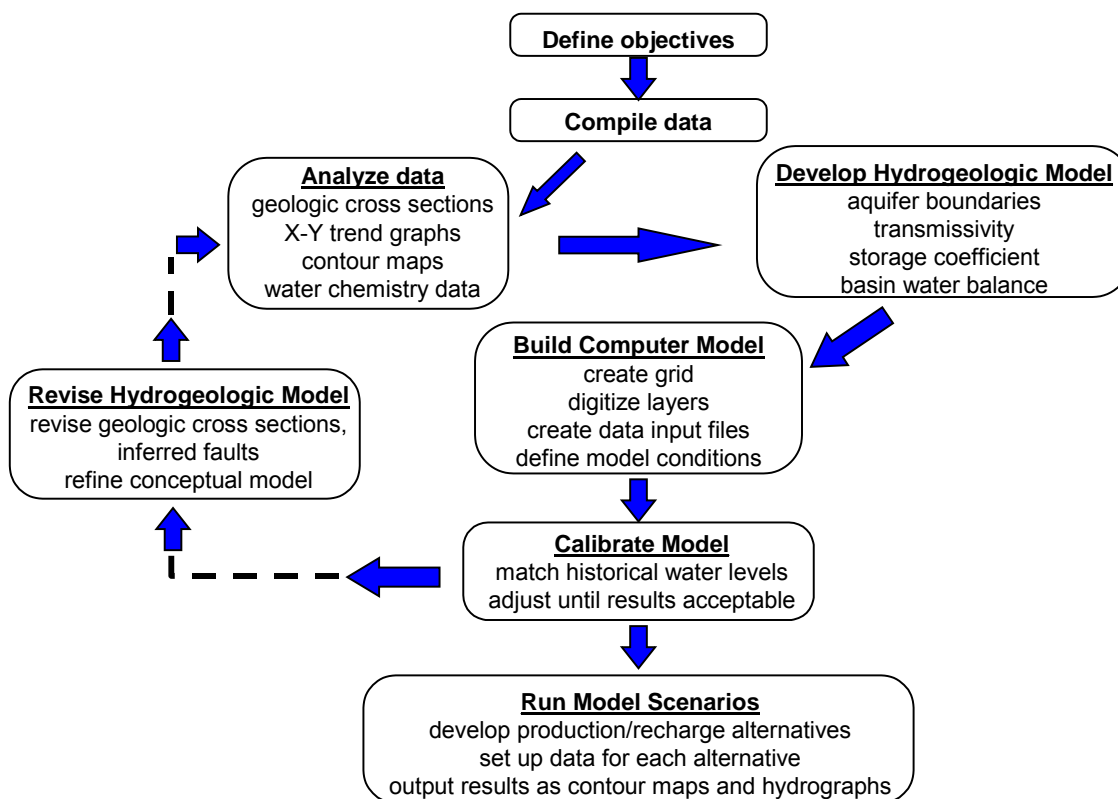 Define objectives
Compile data
Analyze data
geologic cross sections
X-Y trend graphs
contour maps
water chemistry data
Develop Hydrogeologic Model
aquifer boundaries
transmissivity
storage coefficient
basin water balance
Build Computer Model
create grid
digitize layers
create data input files
define model conditions
Calibrate Model
match historical water levels
adjust until results acceptable
Revise Hydrogeologic Model
revise geologic cross sections,
inferred faults
refine conceptual model
Run Model Scenarios
develop production/recharge alternatives
set up data for each alternative
output results as contour maps and hydrographs